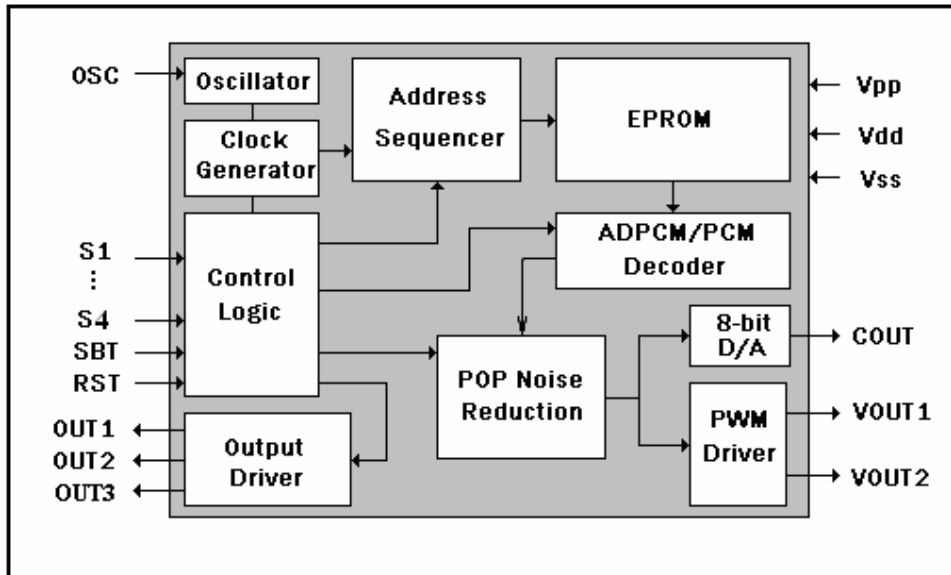 OSC
Oscillator
Clock
Generator
Address
Sequencer
EPROM
Vpp
Vdd
Vss
S1
⋮
S4
SBT
RST
Control
Logic
ADPCM/PCM
Decoder
POP Noise
Reduction
8-bit
D/A
COUT
PWM
Driver
VOUT1
VOUT2
OUT1
OUT2
OUT3
Output
Driver